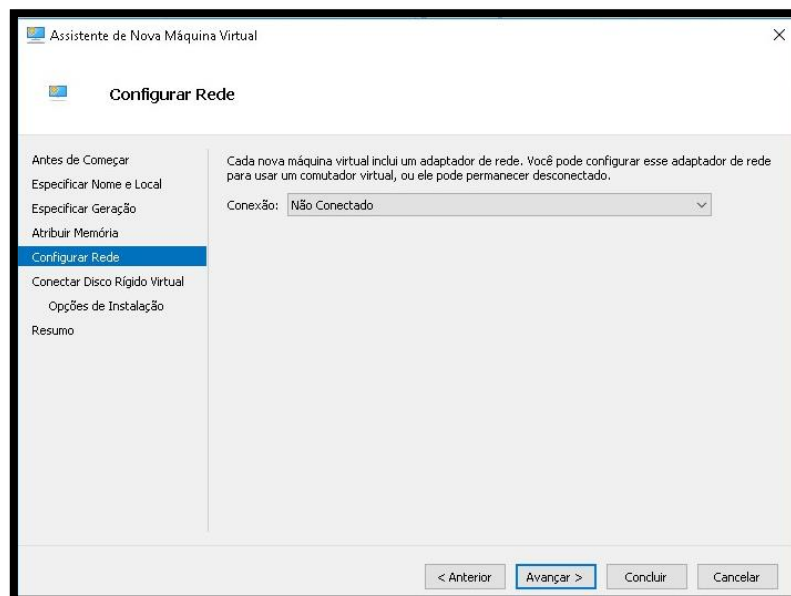 Assistente de Nova Máquina Virtual
Configurar Rede
Antes de Começar
Especificar Nome e Local
Especificar Geração
Atribuir Memória
Configurar Rede
Conectar Disco Rígido Virtual
Opções de Instalação
Resumo
Cada nova máquina virtual inclui um adaptador de rede. Você pode configurar esse adaptador de rede
para usar um comutador virtual, ou ele pode permanecer desconectado.
Conexão: Não Conectado
< Anterior Avançar > Concluir Cancelar